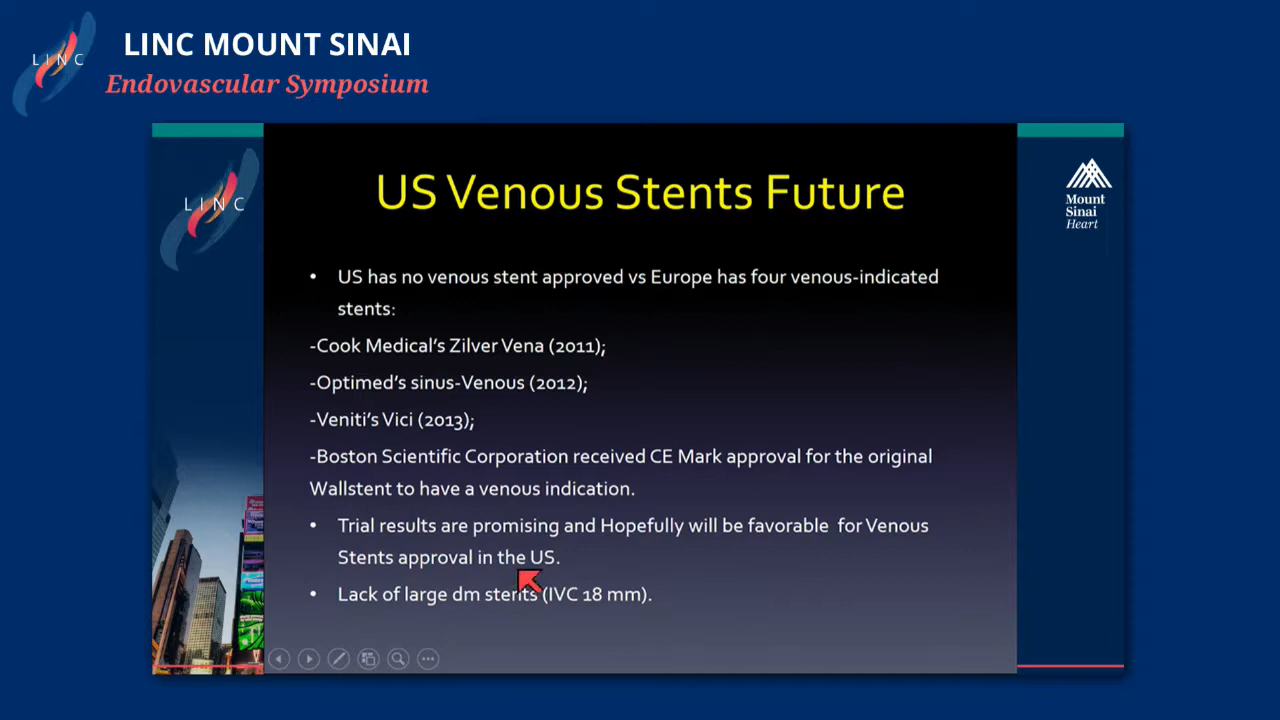 LINC
LINC MOUNT SINAI
Endovascular Symposium
LINC
Mount
Sinai
Heart
US Venous Stents Future
• US has no venous stent approved vs Europe has four venous-indicated
stents:
-Cook Medical's Zilver Vena (2011);
-Optimed's sinus-Venous (2012);
-Veniti's Vici (2013);
-Boston Scientific Corporation received CE Mark approval for the original
Wallstent to have a venous indication.
• Trial results are promising and Hopefully will be favorable for Venous
Stents approval in the US.
• Lack of large dm stents (IVC 18 mm).